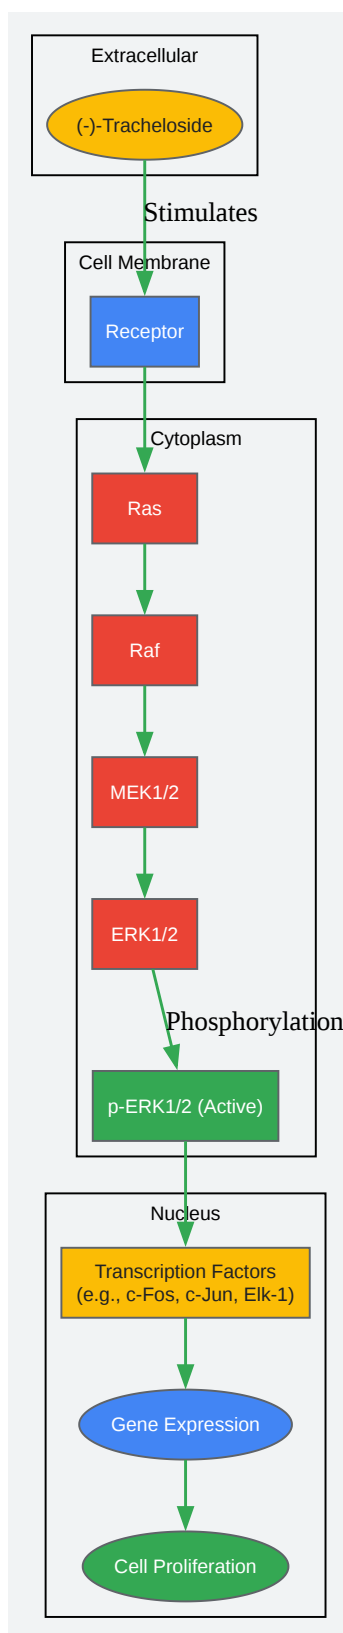 Extracellular
(-)-Tracheloside
Stimulates
Cell Membrane
Receptor
Cytoplasm
Ras
Raf
MEK1/2
ERK1/2
Phosphorylation
p-ERK1/2 (Active)
Nucleus
Transcription Factors
(e.g., c-Fos, c-Jun, Elk-1)
Gene Expression
Cell Proliferation